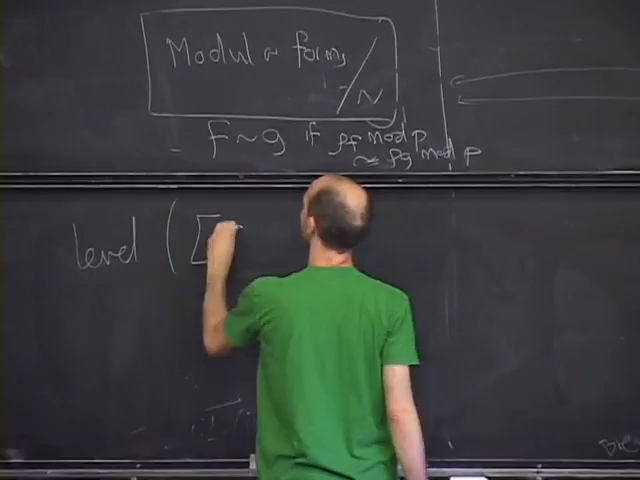 Modular forms / ~
f ~ g if ρf mod p
≈ ρg mod p
level ( [